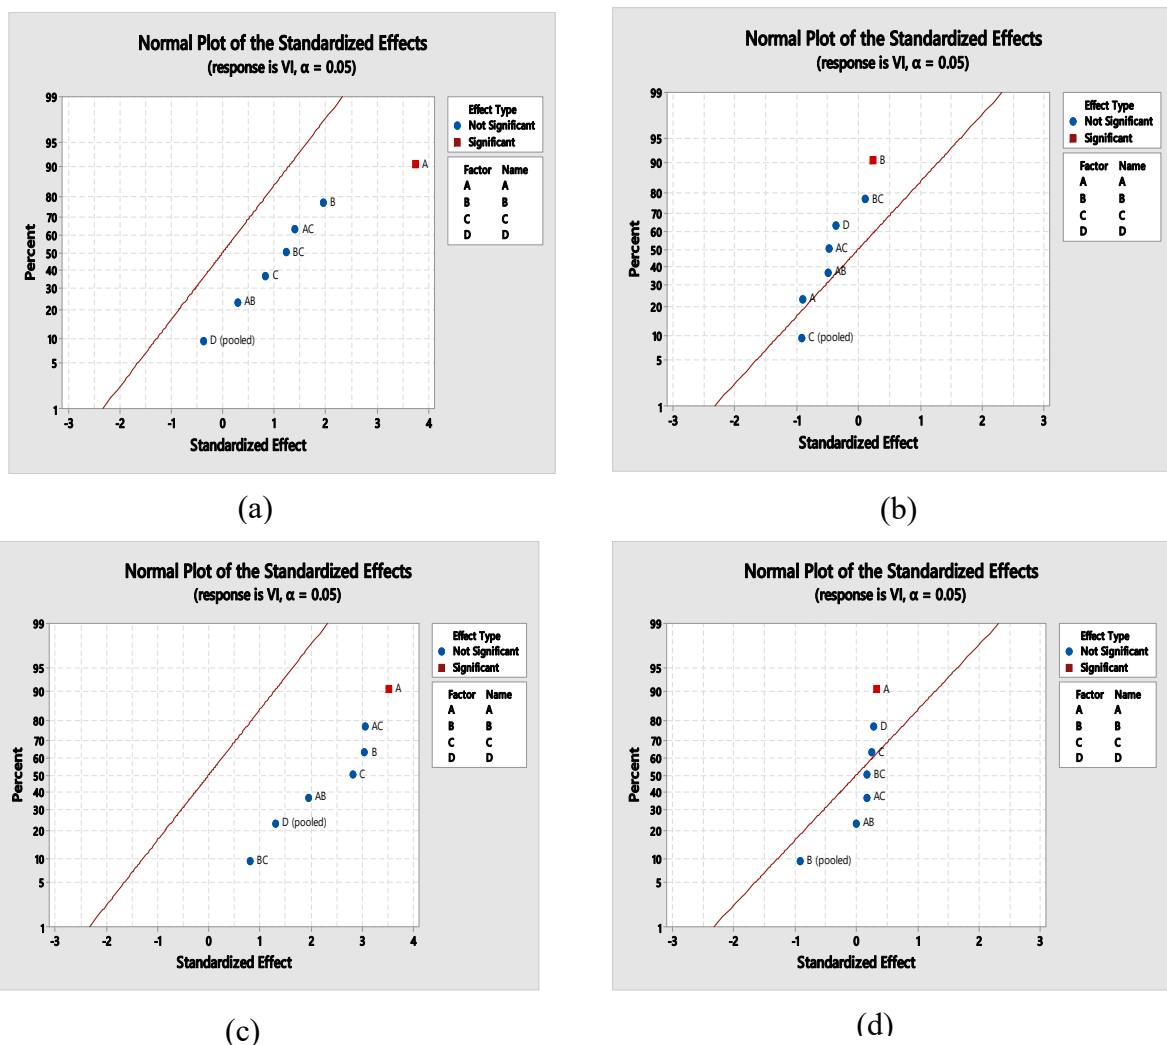 Normal Plot of the Standardized Effects
(response is VI, α = 0.05)
Effect Type
Not Significant
Significant
Factor Name
A A
B B
C C
D D
Percent
99
95
90
80
70
60
50
40
30
20
10
5
1
A
B
AC
BC
C
AB
D (pooled)
-3 -2 -1 0 1 2 3 4
Standardized Effect
(a)
Normal Plot of the Standardized Effects
(response is VI, α = 0.05)
Effect Type
Not Significant
Significant
Factor Name
A A
B B
C C
D D
Percent
99
95
90
80
70
60
50
40
30
20
10
5
1
B
BC
D
AC
AB
A
C (pooled)
-3 -2 -1 0 1 2 3
Standardized Effect
(b)
Normal Plot of the Standardized Effects
(response is VI, α = 0.05)
Effect Type
Not Significant
Significant
Factor Name
A A
B B
C C
D D
Percent
99
95
90
80
70
60
50
40
30
20
10
5
1
A
AC
B
C
AB
D (pooled)
BC
-3 -2 -1 0 1 2 3 4
Standardized Effect
(c)
Normal Plot of the Standardized Effects
(response is VI, α = 0.05)
Effect Type
Not Significant
Significant
Factor Name
A A
B B
C C
D D
Percent
99
95
90
80
70
60
50
40
30
20
10
5
1
A
D
C
BC
AC
AB
B (pooled)
-3 -2 -1 0 1 2 3
Standardized Effect
(d)